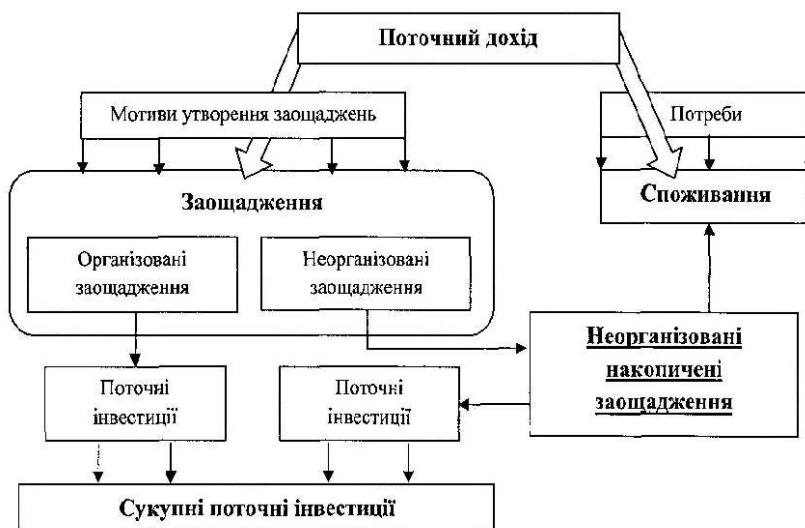 Поточний дохід
Мотиви утворення заощаджень
Потреби
Заощадження
Споживання
Організовані
заощадження
Неорганізовані
заощадження
Неорганізовані
накопичені
заощадження
Поточні
інвестиції
Поточні
інвестиції
Сукупні поточні інвестиції